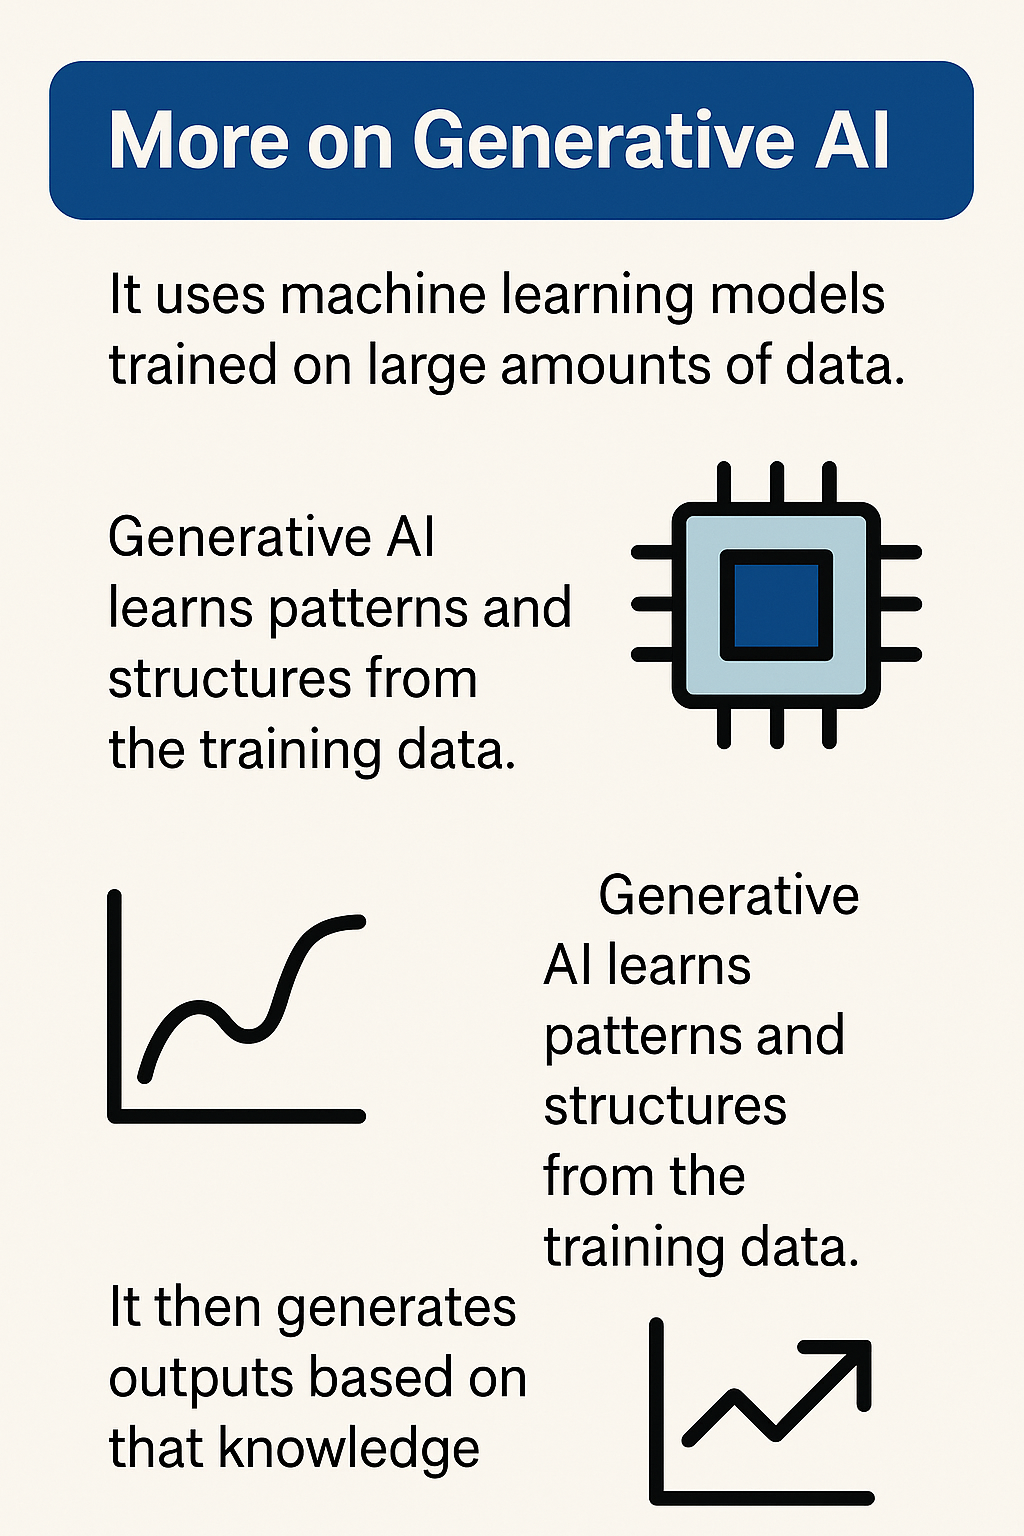 More on Generative AI
It uses machine learning models
trained on large amounts of data.
Generative AI
learns patterns and
structures from
the training data.
Generative
AI learns
patterns and
structures
from the
training data.
It then generates
outputs based on
that knowledge